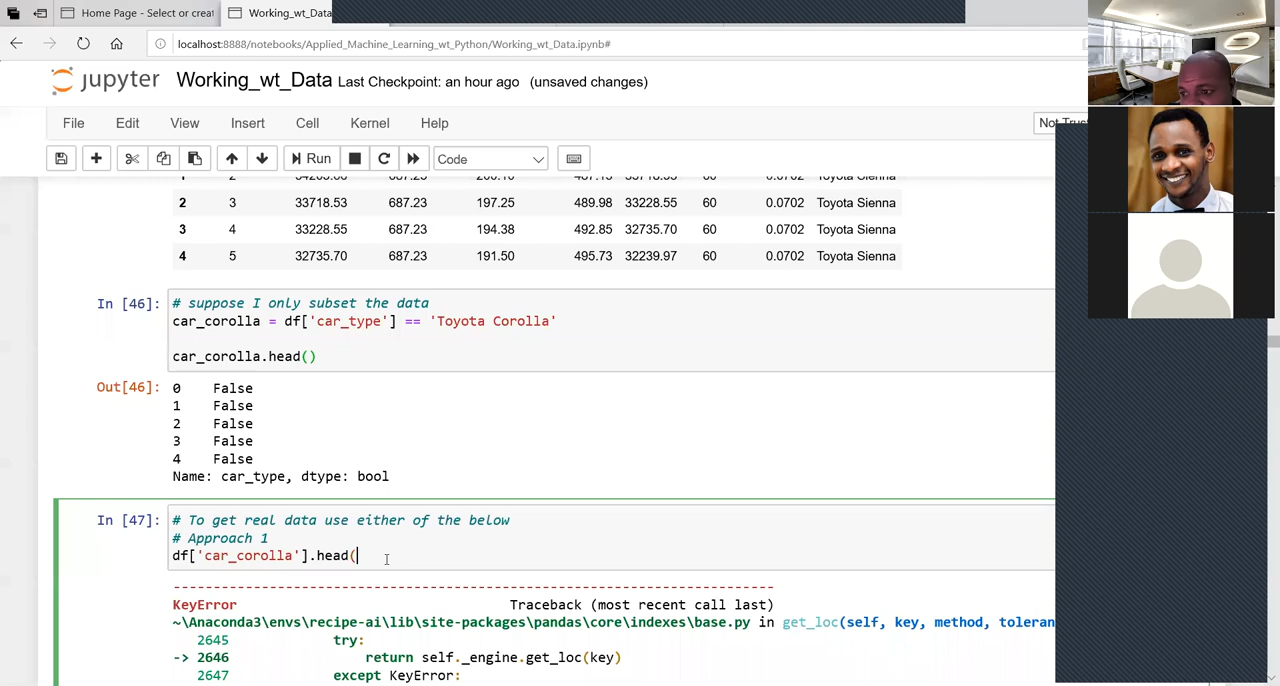 Home Page - Select or creat
Working_wt_Data
localhost:8888/notebooks/Applied_Machine_Learning_wt_Python/Working_wt_Data.ipynb#
jupyter Working_wt_Data Last Checkpoint: an hour ago (unsaved changes)
File Edit View Insert Cell Kernel Help Not Trus
Run Code
687.23 60 0.0702 Toyota Sienna
2 3 33718.53 687.23 197.25 489.98 33228.55 60 0.0702 Toyota Sienna
3 4 33228.55 687.23 194.38 492.85 32735.70 60 0.0702 Toyota Sienna
4 5 32735.70 687.23 191.50 495.73 32239.97 60 0.0702 Toyota Sienna
In [46]: # suppose I only subset the data
car_corolla = df['car_type'] == 'Toyota Corolla'
car_corolla.head()
Out[46]: 0 False
1 False
2 False
3 False
4 False
Name: car_type, dtype: bool
In [47]: # To get real data use either of the below
# Approach 1
df['car_corolla'].head(
---------------------------------------------------------------------------
KeyError Traceback (most recent call last)
~\Anaconda3\envs\recipe-ai\lib\site-packages\pandas\core\indexes\base.py in get_loc(self, key, method, toleran
2645 try:
-> 2646 return self._engine.get_loc(key)
2647 except KeyError: